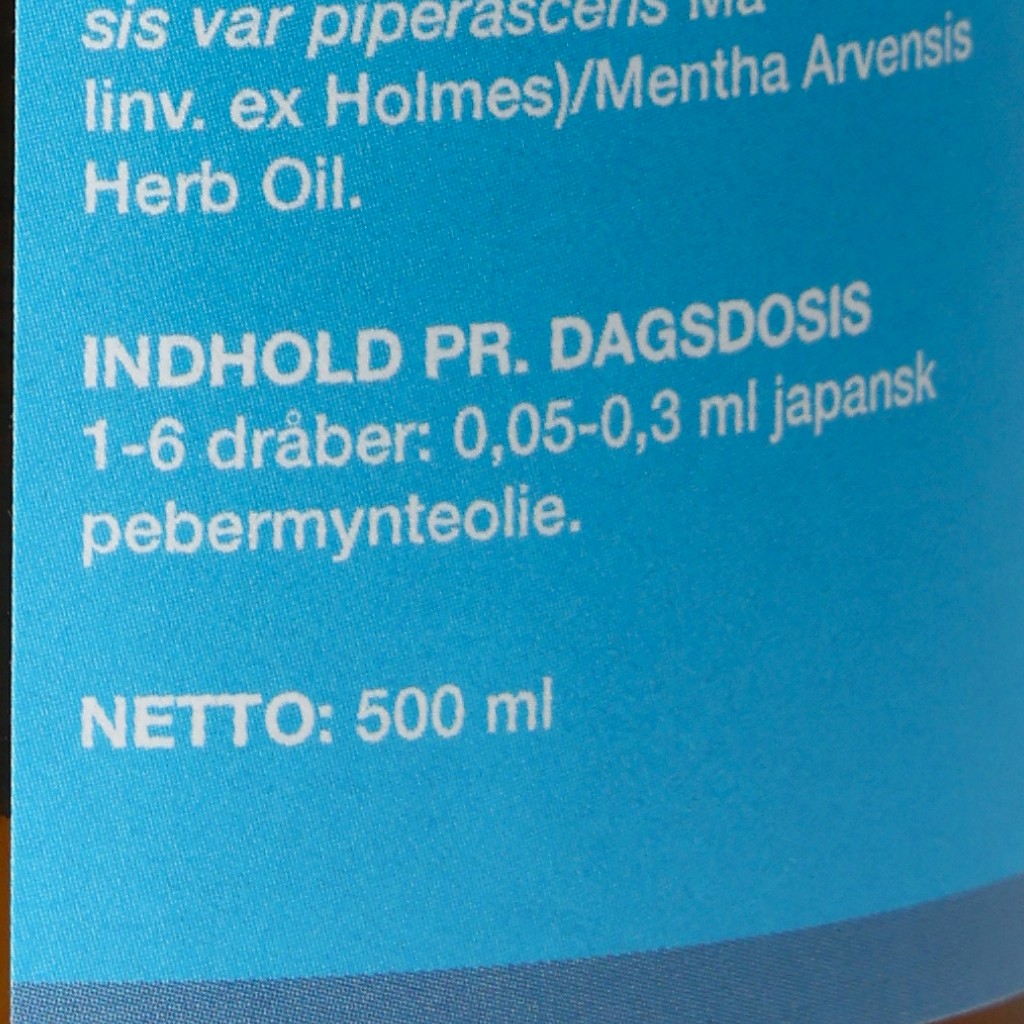 sis var piperascens Ma
linv. ex Holmes)/Mentha Arvensis
Herb Oil.
INDHOLD PR. DAGSDOSIS
1-6 dråber: 0,05-0,3 ml japansk
pebermynteolie.
NETTO: 500 ml